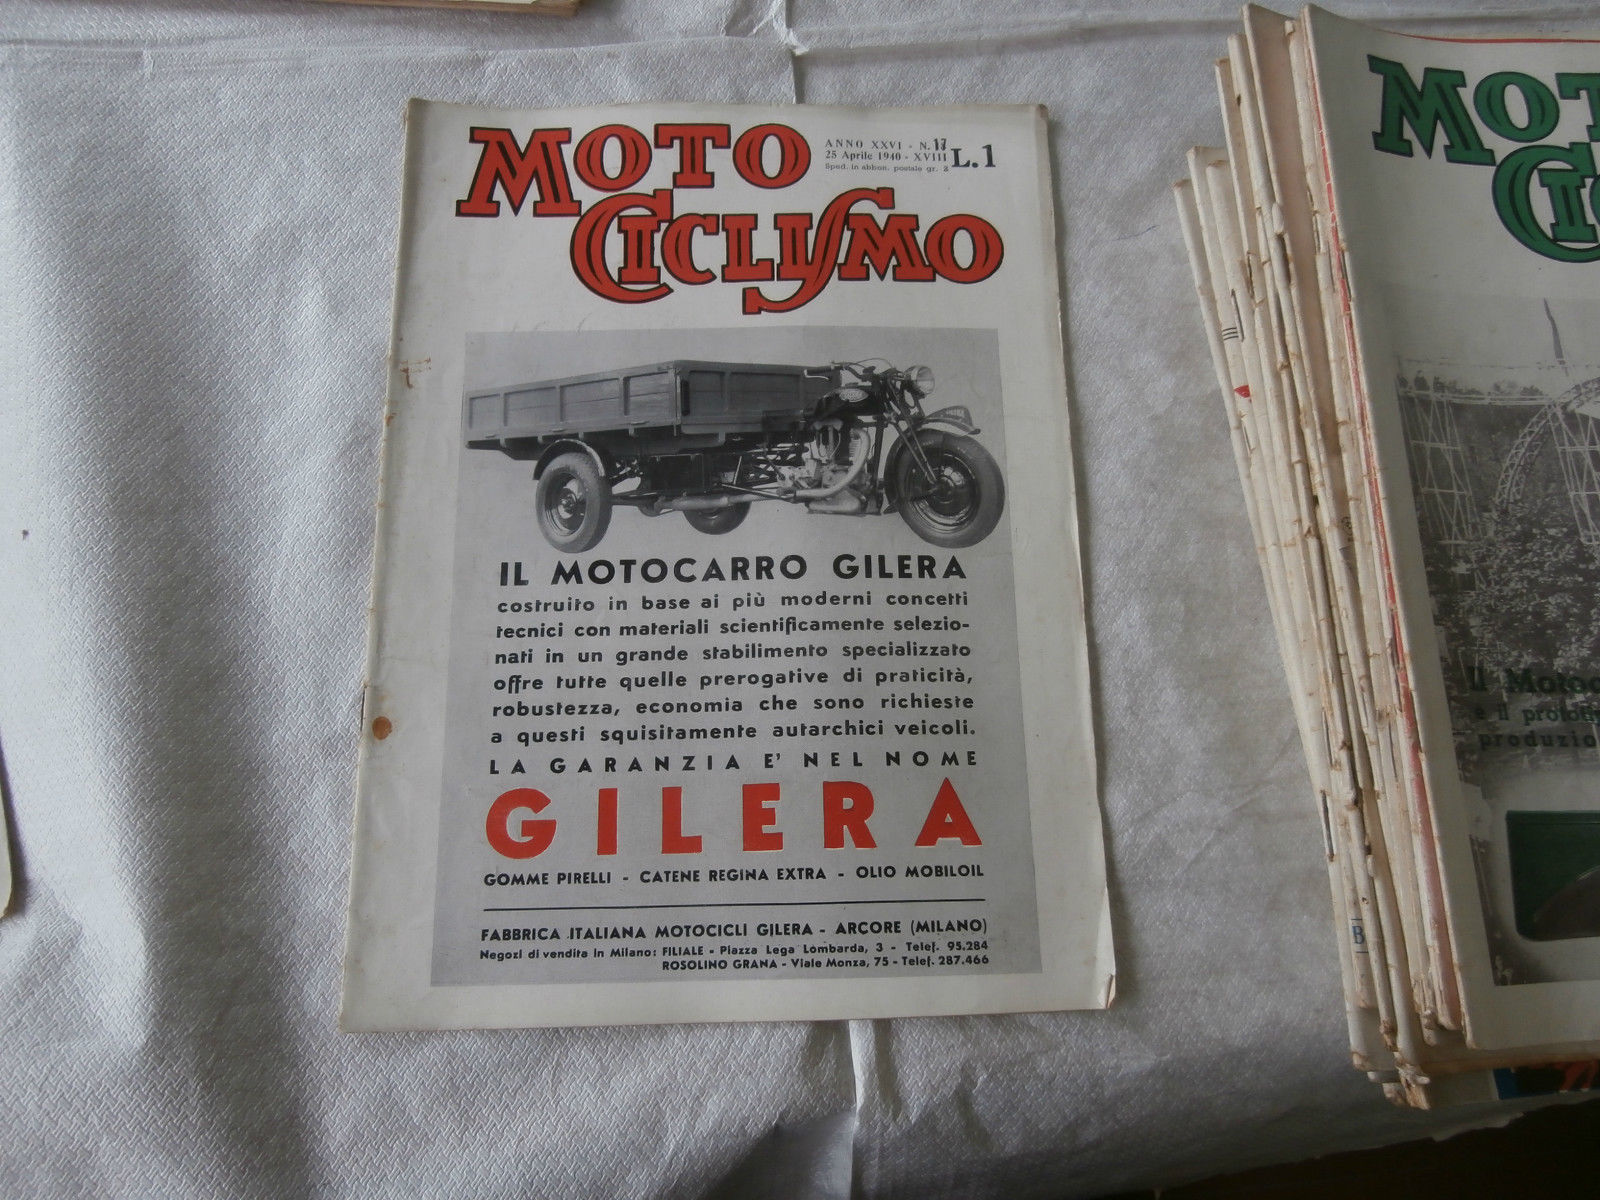 MOTO
CICLISMO
ANNO XXVI - N. 17
25 Aprile 1940 - XVIII
Sped. in abbon. postale gr. 2
L.1
IL MOTOCARRO GILERA
costruito in base ai più moderni concetti
tecnici con materiali scientificamente selezio-
nati in un grande stabilimento specializzato
offre tutte quelle prerogative di praticità,
robustezza, economia che sono richieste
a questi squisitamente autarchici veicoli.
LA GARANZIA E' NEL NOME
GILERA
GOMME PIRELLI - CATENE REGINA EXTRA - OLIO MOBILOIL
FABBRICA ITALIANA MOTOCICLI GILERA - ARCORE (MILANO)
Negozi di vendita in Milano: FILIALE - Piazza Lega Lombarda, 3 - Telef. 95.284
ROSOLINO GRANA - Viale Monza, 75 - Telef. 287.466
MOT
CIC
Il Motoc
e il prototi
produzio
B